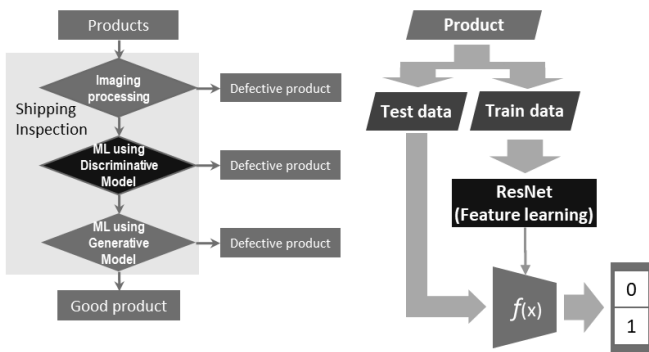 Products
Imaging
processing
Defective product
Shipping
Inspection
ML using
Discriminative
Model
Defective product
ML using
Generative
Model
Defective product
Good product
Product
Test data
Train data
ResNet
(Feature learning)
f(x)
0
1